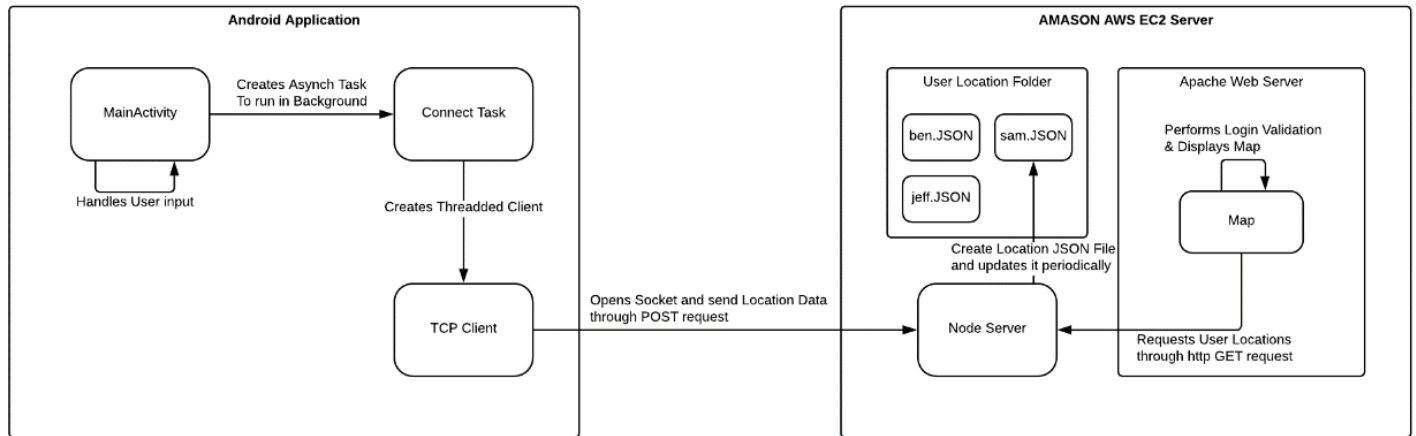 Android Application
MainActivity
Handles User input
Creates Asynch Task
To run in Background
Connect Task
Creates Threadded Client
TCP Client
Opens Socket and send Location Data
through POST request
AMASON AWS EC2 Server
User Location Folder
ben.JSON
sam.JSON
jeff.JSON
Create Location JSON File
and updates it periodically
Node Server
Apache Web Server
Performs Login Validation
& Displays Map
Map
Requests User Locations
through http GET request